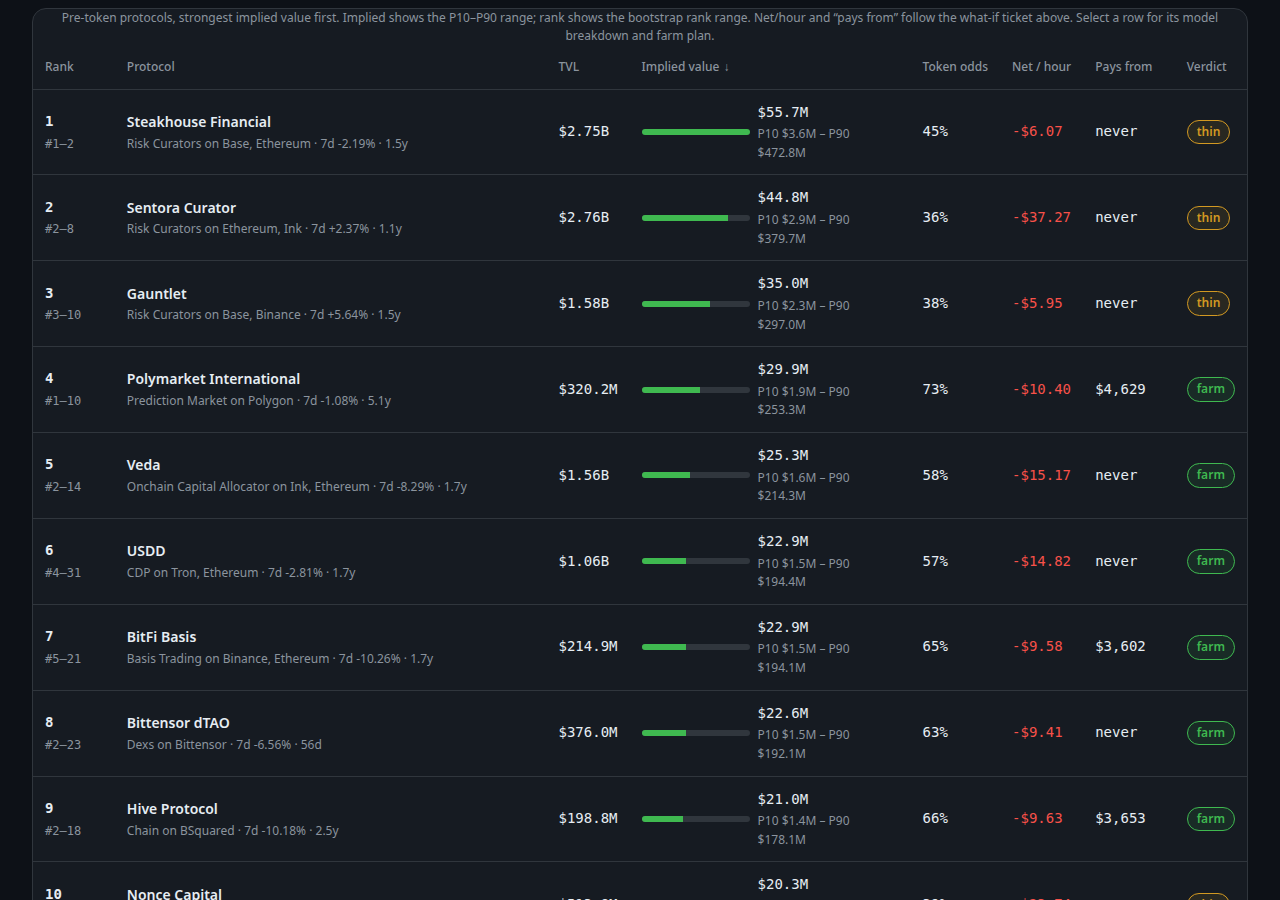 Pre-token protocols, strongest implied value first. Implied shows the P10–P90 range; rank shows the bootstrap rank range. Net/hour and “pays from” follow the what-if ticket above. Select a row for its model
breakdown and farm plan.
Rank Protocol TVL Implied value ↓ Token odds Net / hour Pays from Verdict
1 Steakhouse Financial $2.75B $55.7M 45% -$6.07 never thin
#1–2 Risk Curators on Base, Ethereum · 7d -2.19% · 1.5y P10 $3.6M – P90
$472.8M
2 Sentora Curator $2.76B $44.8M 36% -$37.27 never thin
#2–8 Risk Curators on Ethereum, Ink · 7d +2.37% · 1.1y P10 $2.9M – P90
$379.7M
3 Gauntlet $1.58B $35.0M 38% -$5.95 never thin
#3–10 Risk Curators on Base, Binance · 7d +5.64% · 1.5y P10 $2.3M – P90
$297.0M
4 Polymarket International $320.2M $29.9M 73% -$10.40 $4,629 farm
#1–10 Prediction Market on Polygon · 7d -1.08% · 5.1y P10 $1.9M – P90
$253.3M
5 Veda $1.56B $25.3M 58% -$15.17 never farm
#2–14 Onchain Capital Allocator on Ink, Ethereum · 7d -8.29% · 1.7y P10 $1.6M – P90
$214.3M
6 USDD $1.06B $22.9M 57% -$14.82 never farm
#4–31 CDP on Tron, Ethereum · 7d -2.81% · 1.7y P10 $1.5M – P90
$194.4M
7 BitFi Basis $214.9M $22.9M 65% -$9.58 $3,602 farm
#5–21 Basis Trading on Binance, Ethereum · 7d -10.26% · 1.7y P10 $1.5M – P90
$194.1M
8 Bittensor dTAO $376.0M $22.6M 63% -$9.41 never farm
#2–23 Dexs on Bittensor · 7d -6.56% · 56d P10 $1.5M – P90
$192.1M
9 Hive Protocol $198.8M $21.0M 66% -$9.63 $3,653 farm
#2–18 Chain on BSquared · 7d -10.18% · 2.5y P10 $1.4M – P90
$178.1M
10 Nonce Capital $20.3M